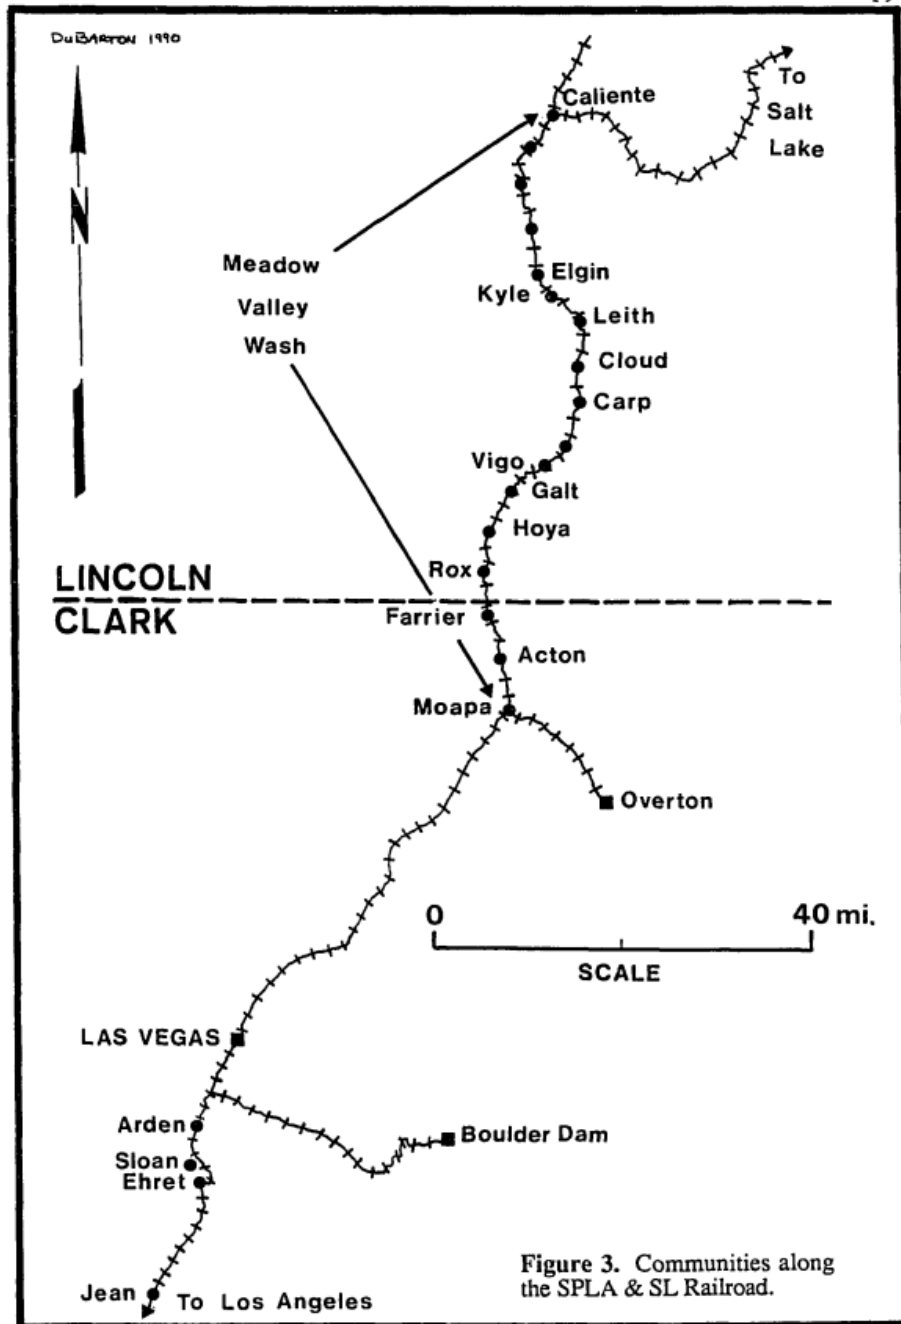 DuBARTON 1990
Caliente
To
Salt
Lake
N
Meadow
Valley
Wash
Elgin
Kyle
Leith
Cloud
Carp
Vigo
Galt
Hoya
Rox
LINCOLN
CLARK
Farrier
Acton
Moapa
Overton
0 40 mi.
SCALE
LAS VEGAS
Arden
Boulder Dam
Sloan
Ehret
Figure 3. Communities along
the SPLA & SL Railroad.
Jean
To Los Angeles